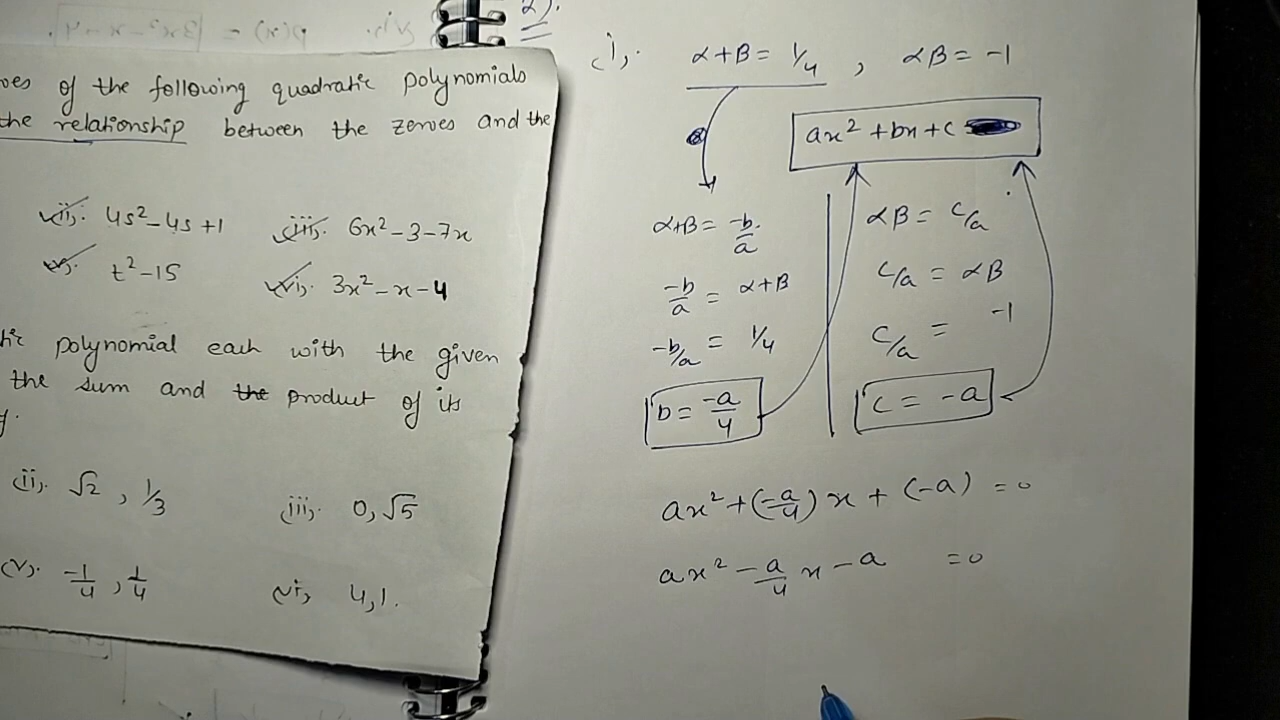 2).
oes of the following quadratic polynomials
the relationship between the zeroes and the
(ii). 4s²-4s+1 (iii). 6x²-3-7x
t²-15 (vi). 3x²-x-4
polynomial each with the given
the sum and the product of its
y.
(ii). √2, 1/3 (iii). 0, √5
(v). -1/4, 1/4 (vi), 4,1.
(i). α+β = 1/4 , αβ = -1
ax² + bx + c
α+β = -b/a
-b/a = α+β
-b/a = 1/4
b = -a/4
αβ = c/a
c/a = αβ
c/a = -1
c = -a
ax² + (-a/4) x + (-a) = 0
ax² - a/4 x - a = 0